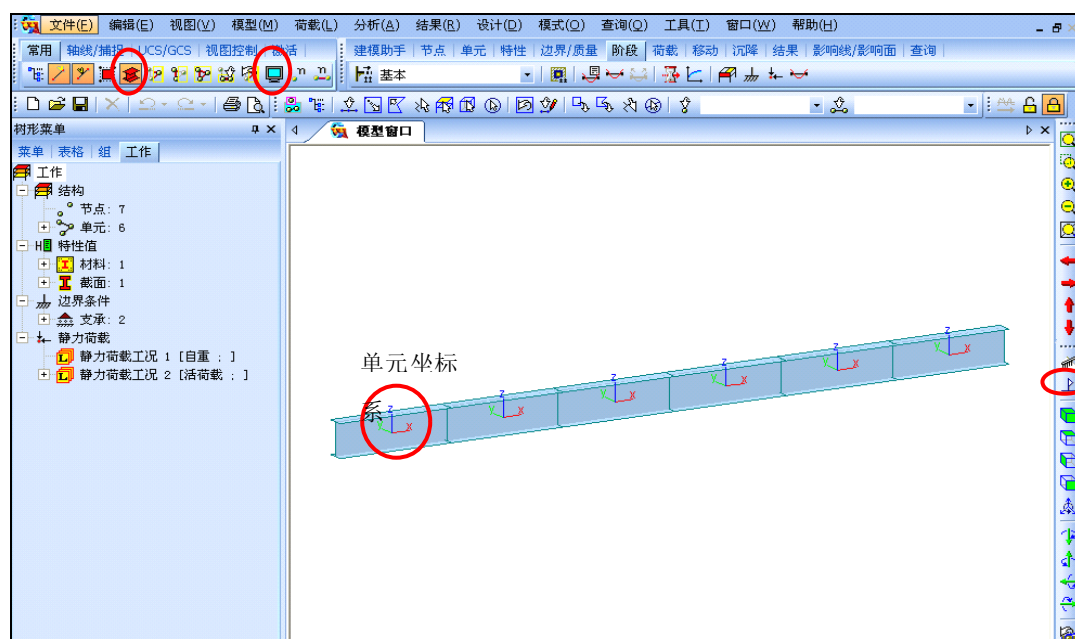 文件(F) 编辑(E) 视图(V) 模型(M) 荷载(L) 分析(A) 结果(R) 设计(D) 模式(O) 查询(Q) 工具(T) 窗口(W) 帮助(H)
常用 轴线/捕捉 UCS/GCS 视图控制 激活 建模助手 节点 单元 特性 边界/质量 阶段 荷载 移动 沉降 结果 影响线/影响面 查询
基本
树形菜单 模型窗口
菜单 表格 组 工作
工作
结构
节点: 7
单元: 6
特性值
材料: 1
截面: 1
边界条件
支承: 2
静力荷载
静力荷载工况 1 [自重 ; ]
静力荷载工况 2 [活荷载 ; ]
单元坐标
系
Z Y X
Z Y X
Z Y X
Z Y X
Z Y X
Z Y X